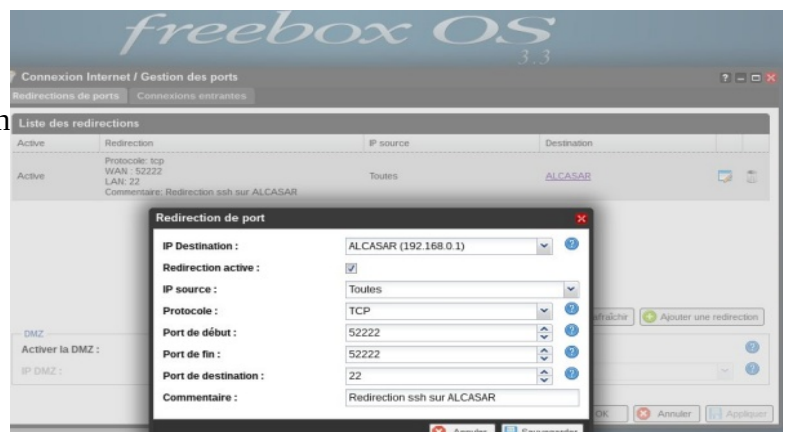 freebox OS
3.3
Connexion Internet / Gestion des ports
Redirections de ports Connexions entrantes
n
Liste des redirections
Active Redirection IP source Destination
Active Protocole: tcp Toutes ALCASAR
WAN : 52222
LAN: 22
Commentaire: Redirection ssh sur ALCASAR
Redirection de port
IP Destination : ALCASAR (192.168.0.1)
Redirection active :
IP source : Toutes
Protocole : TCP
Port de début : 52222
Port de fin : 52222
Port de destination : 22
Commentaire : Redirection ssh sur ALCASAR
Annuler Sauvegarder
Ajouter une redirection
DMZ
Activer la DMZ :
IP DMZ :
OK Annuler Appliquer